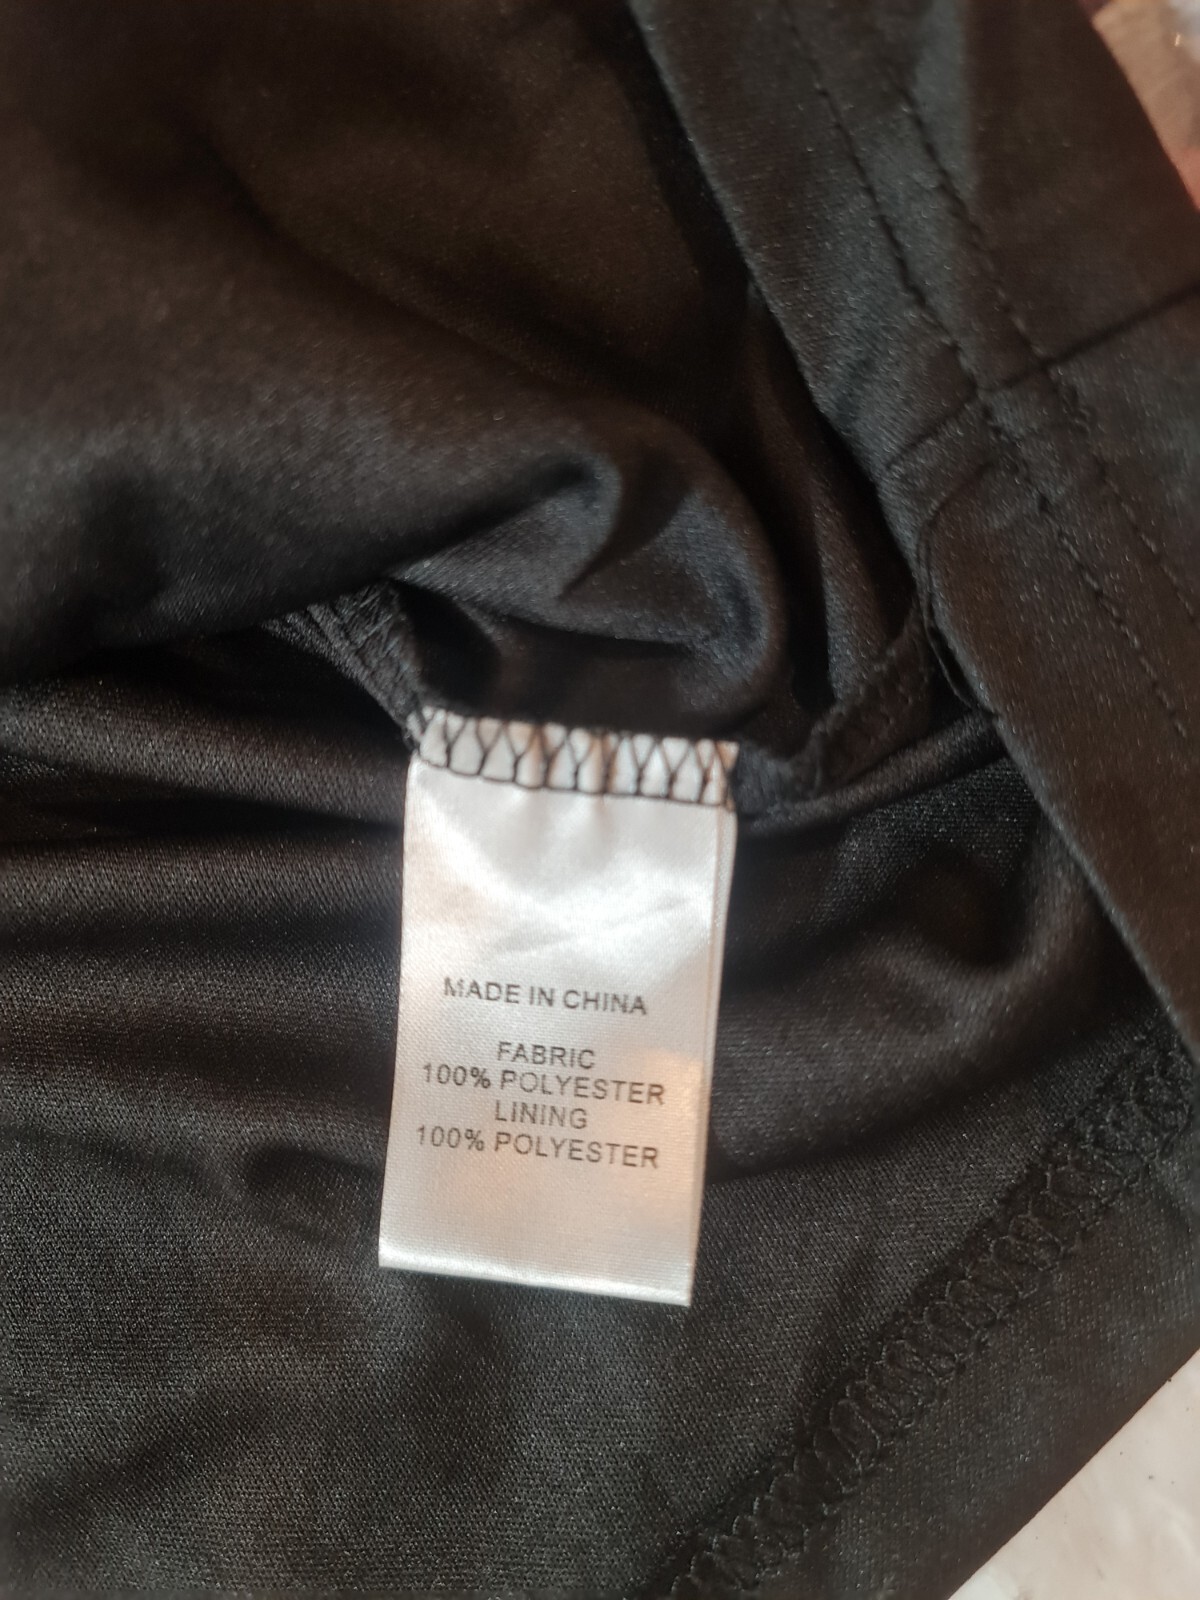 MADE IN CHINA
FABRIC
100% POLYESTER
LINING
100% POLYESTER